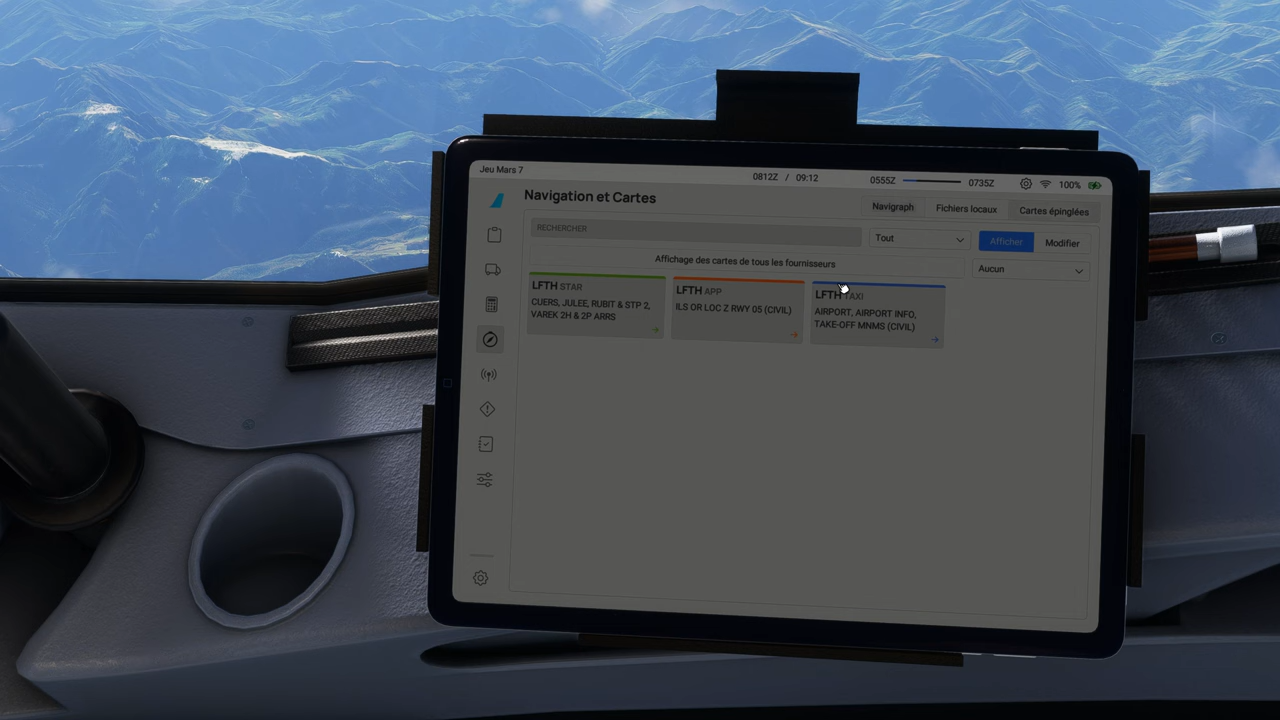 Jeu Mars 7
0812Z / 09:12
0555Z
0735Z
100%
Navigation et Cartes
Navigraph
Fichiers locaux
Cartes épinglées
RECHERCHER
Tout
Afficher
Modifier
Affichage des cartes de tous les fournisseurs
Aucun
LFTH STAR
CUERS, JULEE, RUBIT & STP 2,
VAREK 2H & 2P ARRS
LFTH APP
ILS OR LOC Z RWY 05 (CIVIL)
LFTH TAXI
AIRPORT, AIRPORT INFO,
TAKE-OFF MNMS (CIVIL)